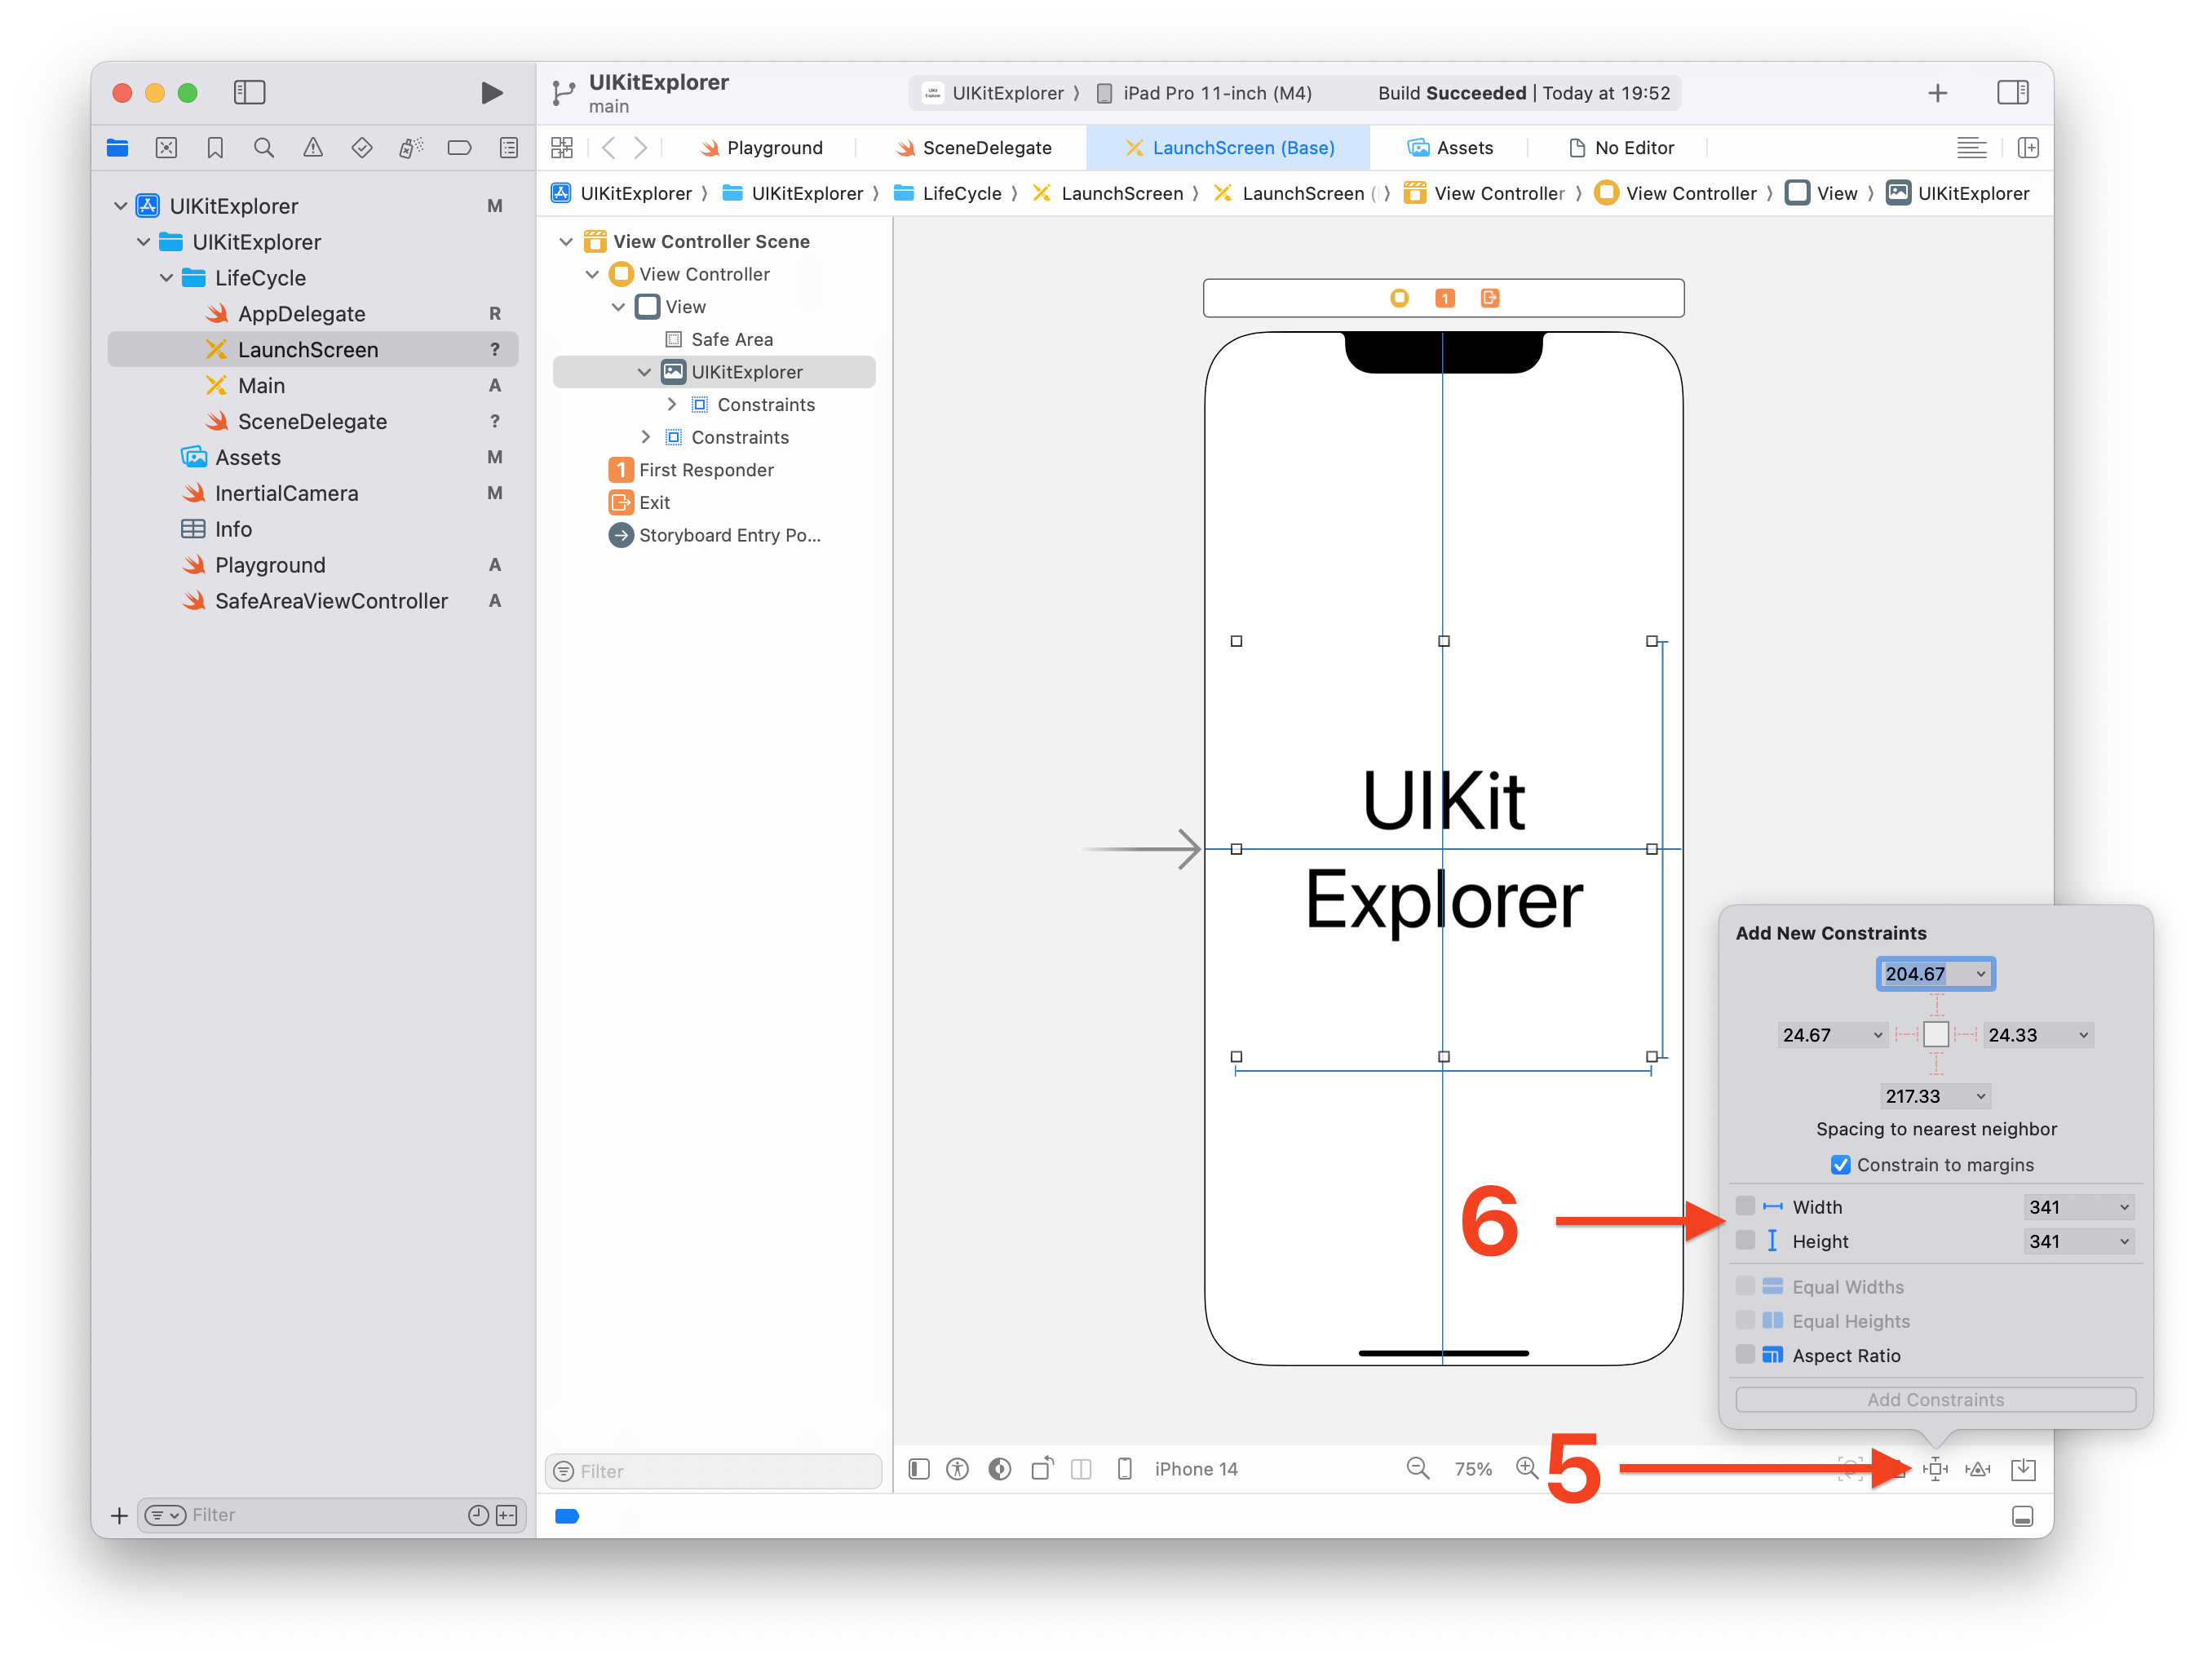 UIKitExplorer
main
UIKitExplorer
iPad Pro 11-inch (M4)
Build Succeeded | Today at 19:52
Playground
SceneDelegate
LaunchScreen (Base)
Assets
No Editor
UIKitExplorer
UIKitExplorer
LifeCycle
LaunchScreen
LaunchScreen (
View Controller
View Controller
View
UIKitExplorer
UIKitExplorer M
UIKitExplorer
LifeCycle
AppDelegate R
LaunchScreen ?
Main A
SceneDelegate ?
Assets M
InertialCamera M
Info
Playground A
SafeAreaViewController A
Filter
View Controller Scene
View Controller
View
Safe Area
UIKitExplorer
Constraints
Constraints
1 First Responder
Exit
Storyboard Entry Po...
Filter
1
UIKit
Explorer
Add New Constraints
204.67
24.67
24.33
217.33
Spacing to nearest neighbor
Constrain to margins
Width 341
Height 341
Equal Widths
Equal Heights
Aspect Ratio
Add Constraints
6
5
iPhone 14
75%